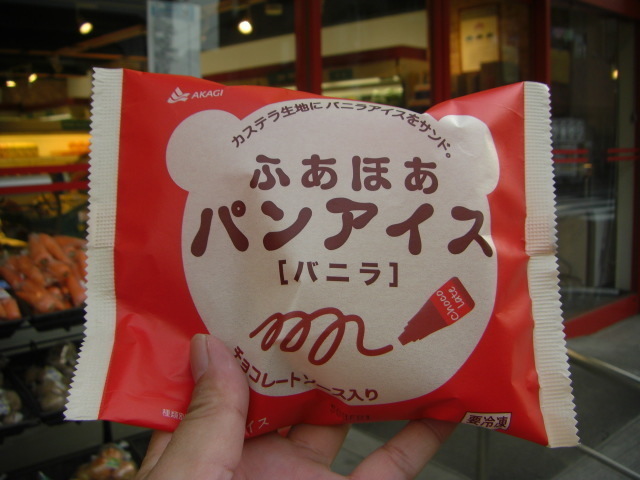 AKAGI
カステラ生地にバニラアイスをサンド。
ふあほあ
パンアイス
[バニラ]
Choco
Late
チョコレートソース入り
要冷凍